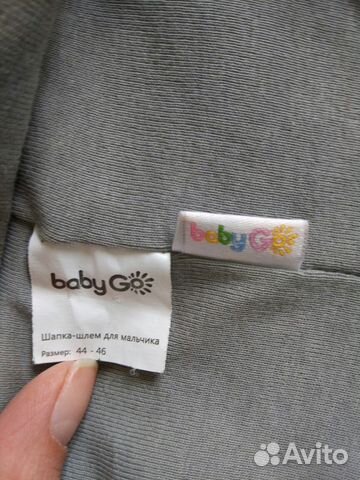 baby GO
baby GO
Шапка-шлем для мальчика
Размер: 44 - 46
Avito